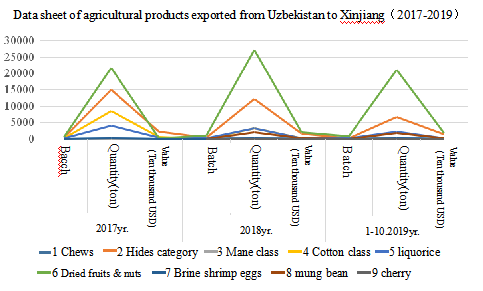 Data sheet of agricultural products exported from Uzbekistan to Xinjiang（2017-2019）
30000
25000
20000
15000
10000
5000
0
Bacch
Quantity(ton)
Value
(Ten thousand USD)
Batch
Quantity(ton)
Value
(Ten thousand USD)
Batch
Quantity(ton)
Value
(Ten thousand USD)
2017yr.
2018yr.
1-10.2019yr.
1 Chews
2 Hides category
3 Mane class
4 Cotton class
5 liquorice
6 Dried fruits & nuts
7 Brine shrimp eggs
8 mung bean
9 cherry